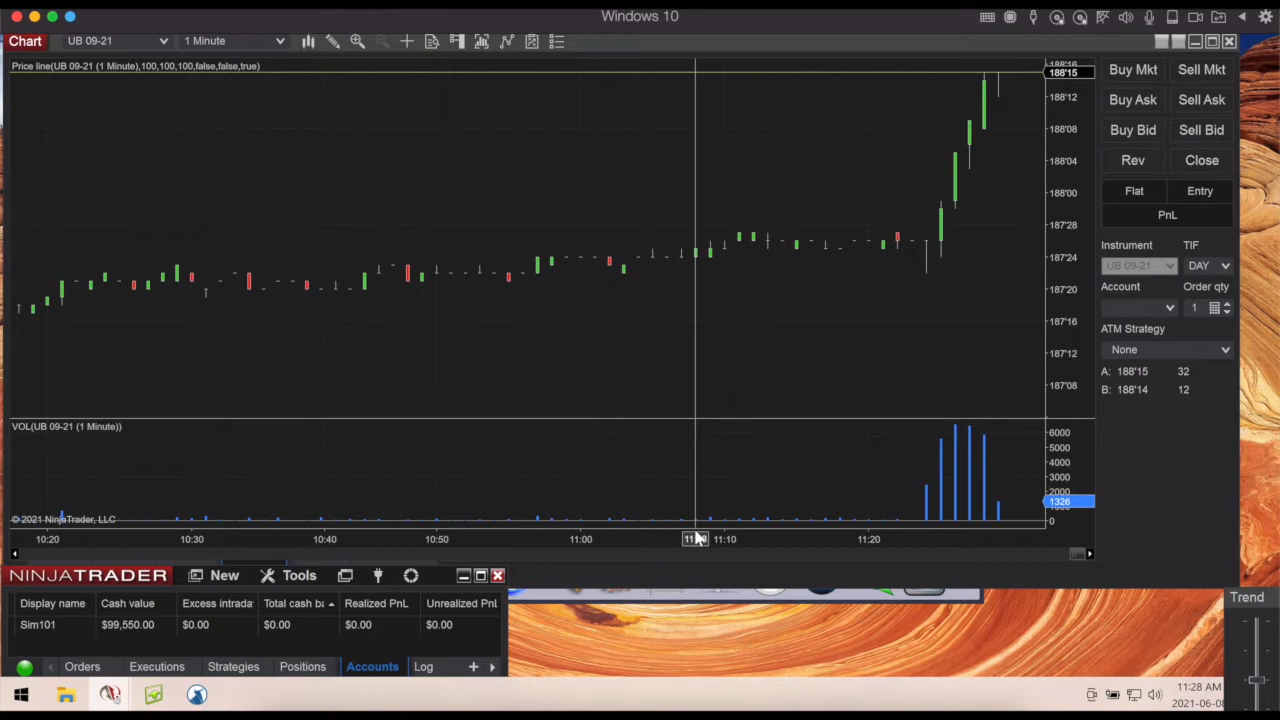 Windows 10
Chart UB 09-21 1 Minute
Price line(UB 09-21 (1 Minute),100,100,100,false,false,true)
188'15
188'12
188'08
188'04
188'00
187'28
187'24
187'20
187'16
187'12
187'08
VOL(UB 09-21 (1 Minute))
6000
5000
4000
3000
2000
1326
0
© 2021 NinjaTrader, LLC
10:20 10:30 10:40 10:50 11:00 11:10 11:20
Buy Mkt Sell Mkt
Buy Ask Sell Ask
Buy Bid Sell Bid
Rev Close
Flat Entry
PnL
Instrument TIF
UB 09-21 DAY
Account Order qty
1
ATM Strategy
None
A: 188'15 32
B: 188'14 12
NINJATRADER New Tools
Display name Cash value Excess intrada Total cash ba Realized PnL Unrealized PnL
Sim101 $99,550.00 $0.00 $0.00 $0.00 $0.00
Orders Executions Strategies Positions Accounts Log +
Trend
11:28 AM
2021-06-08